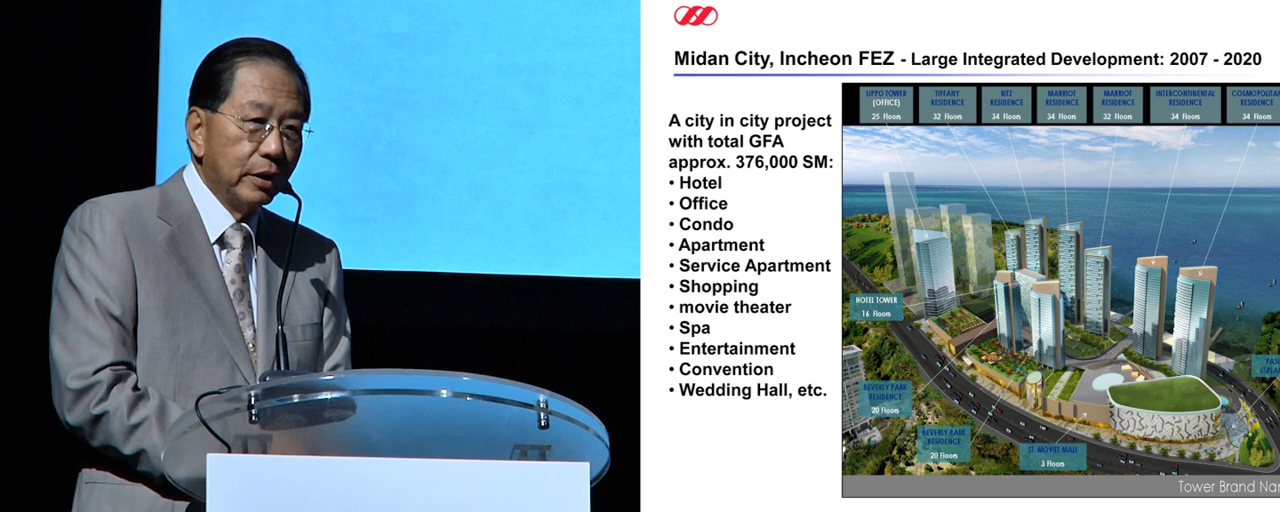 Midan City, Incheon FEZ - Large Integrated Development: 2007 - 2020
LIPPO TOWER
(OFFICE)
25 Floors
TIFFANY
RESIDENCE
32 Floors
RITZ
RESIDENCE
34 Floors
MARRIOT
RESIDENCE
34 Floors
MARRIOT
RESIDENCE
32 Floors
INTERCONTINENTAL
RESIDENCE
34 Floors
COSMOPOLITAN
RESIDENCE
34 Floors
A city in city project
with total GFA
approx. 376,000 SM:
• Hotel
• Office
• Condo
• Apartment
• Service Apartment
• Shopping
• movie theater
• Spa
• Entertainment
• Convention
• Wedding Hall, etc.
HOTEL TOWER
16 Floors
BEVERLY PARK
RESIDENCE
20 Floors
BEVERLY PARK
RESIDENCE
20 Floors
ST. MORITZ MALL
3 Floors
Tower Brand Nam